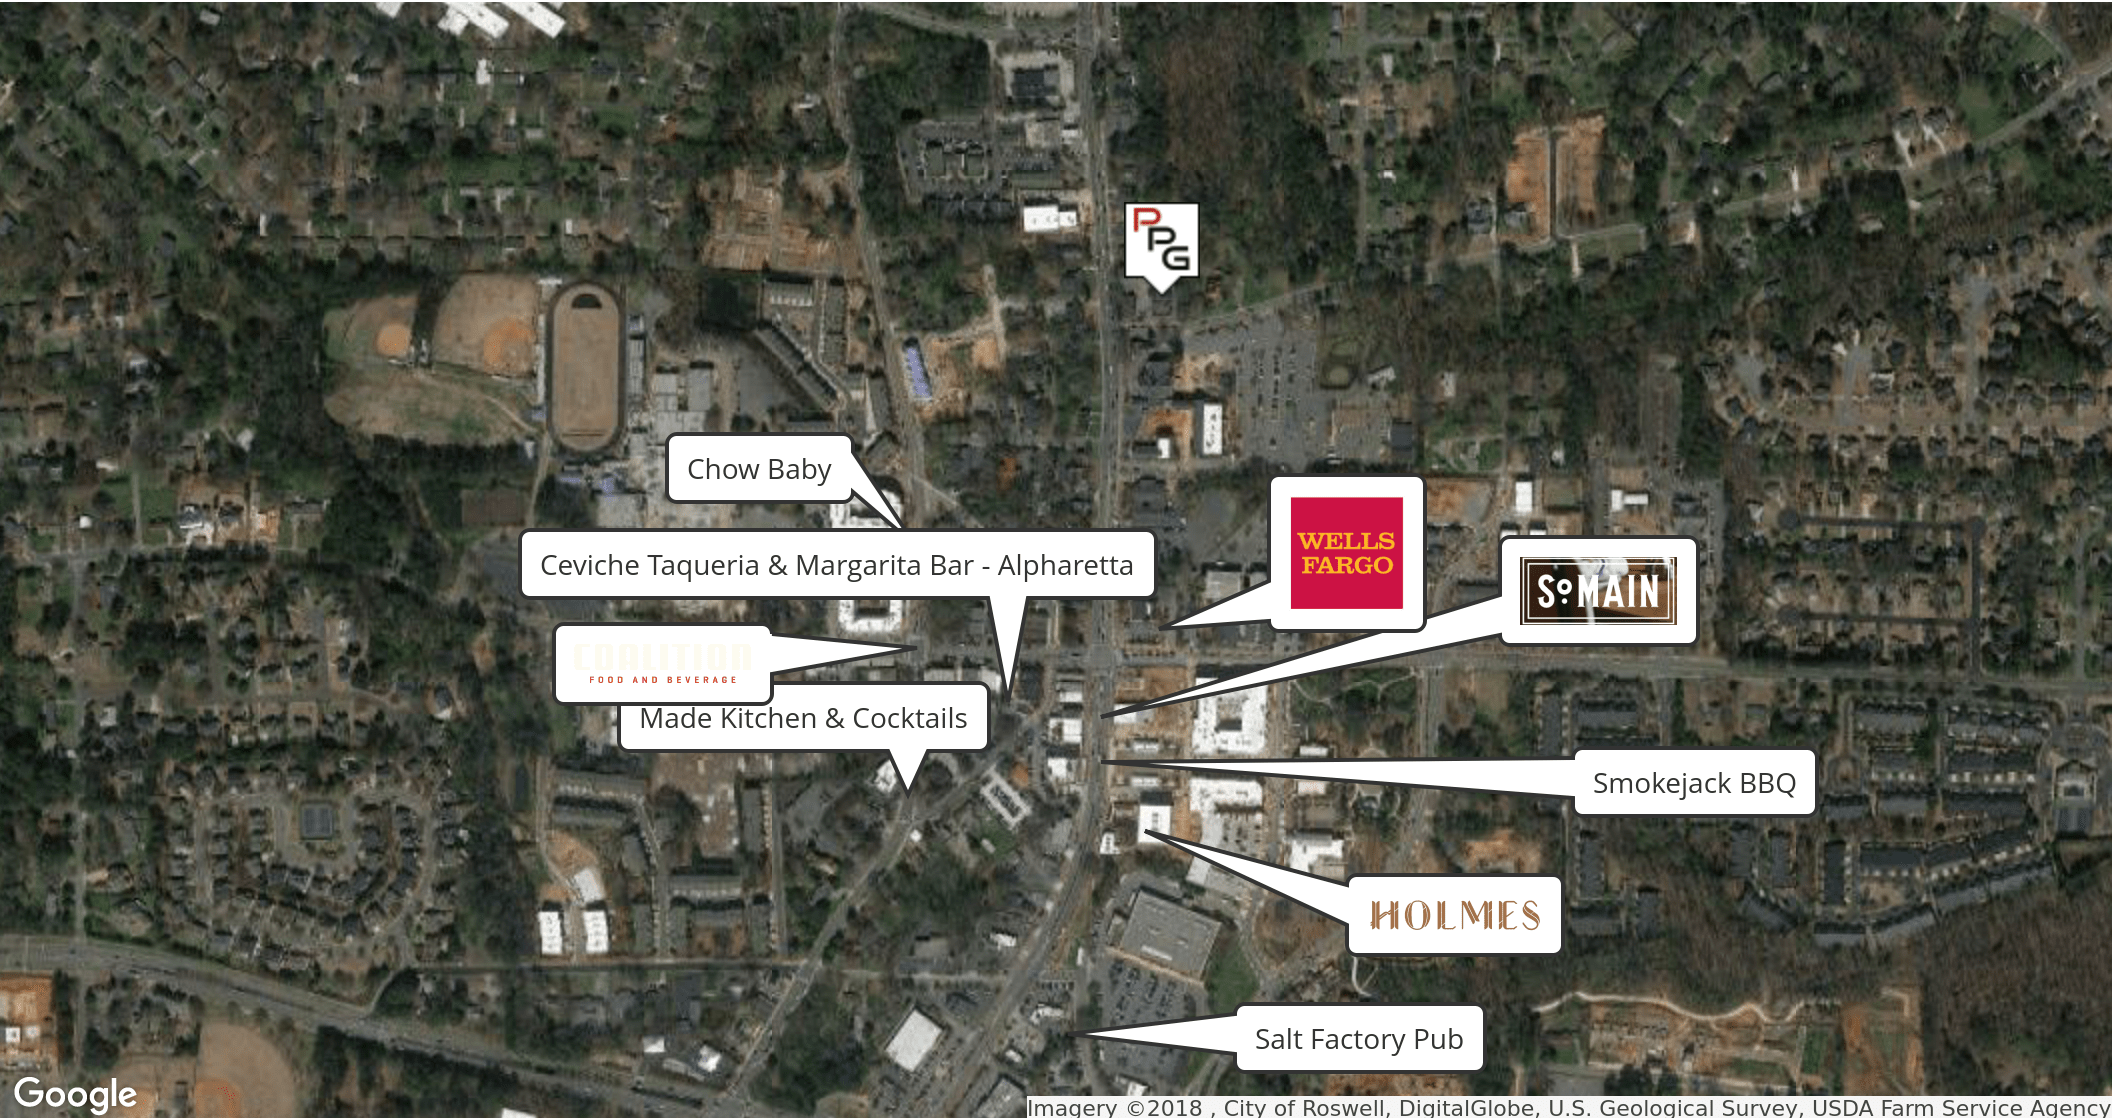 PPG
Chow Baby
WELLS
FARGO
Ceviche Taqueria & Margarita Bar - Alpharetta
So MAIN
COALITION
FOOD AND BEVERAGE
Made Kitchen & Cocktails
Smokejack BBQ
HOLMES
Salt Factory Pub
Google
Imagery ©2018 , City of Roswell, DigitalGlobe, U.S. Geological Survey, USDA Farm Service Agency